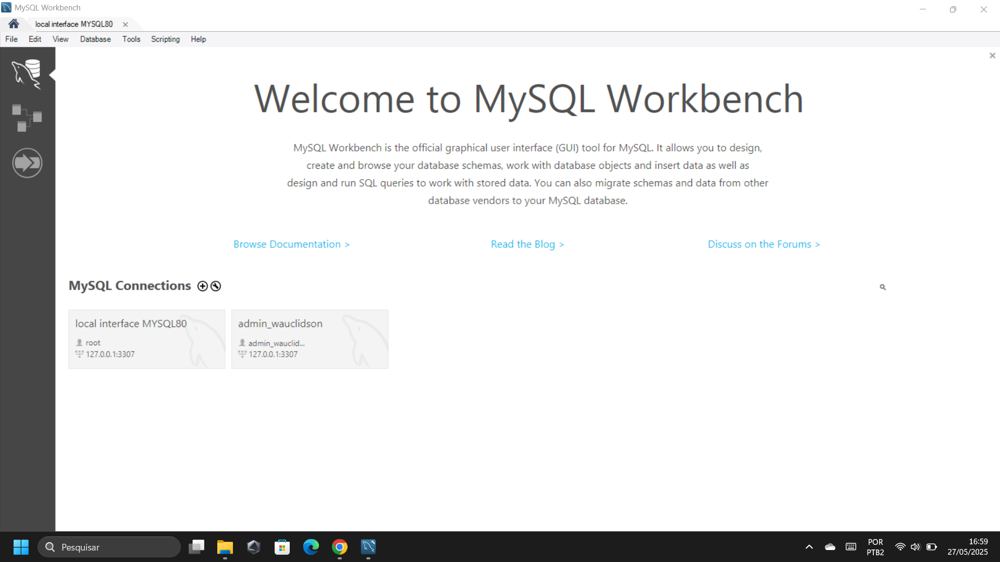 MySQL Workbench
local interface MYSQL80
File Edit View Database Tools Scripting Help
Welcome to MySQL Workbench
MySQL Workbench is the official graphical user interface (GUI) tool for MySQL. It allows you to design,
create and browse your database schemas, work with database objects and insert data as well as
design and run SQL queries to work with stored data. You can also migrate schemas and data from other
database vendors to your MySQL database.
Browse Documentation > Read the Blog > Discuss on the Forums >
MySQL Connections
local interface MYSQL80
root
127.0.0.1:3307
admin_wauclidson
admin_wauclid...
127.0.0.1:3307
Pesquisar
POR
PTB2
16:59
27/05/2025